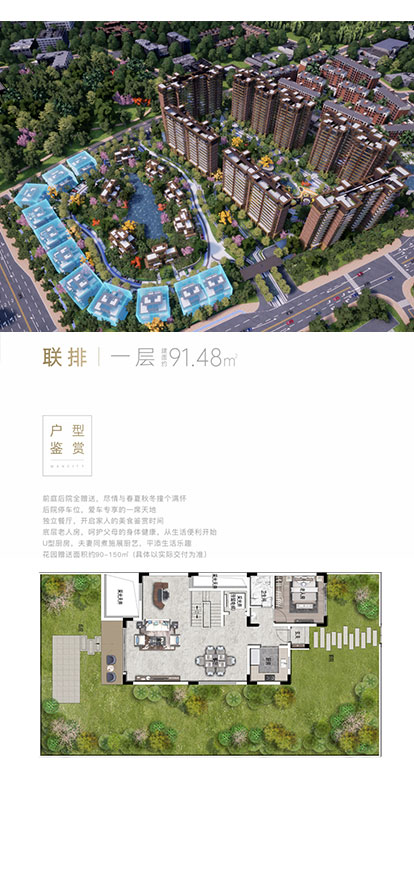 联排 一层 建面约 91.48㎡
户型
鉴赏
前庭后院全赠送，尽情与春夏秋冬撞个满怀
后院停车位，爱车专享的一席天地
独立餐厅，开启家人的美食鉴赏时间
底层老人房，呵护父母的身体健康，从生活便利开始
U型厨房，夫妻同煮施展厨艺，平添生活乐趣
花园赠送面积约90-150㎡（具体以实际交付为准）